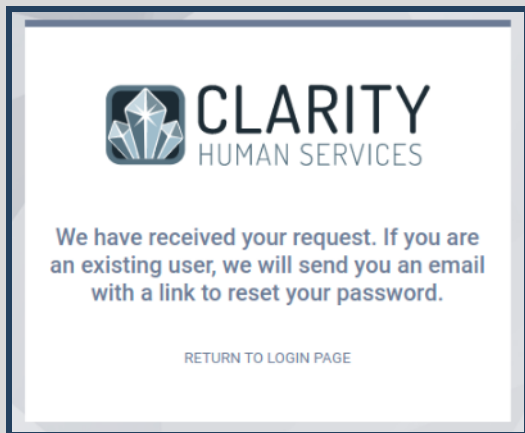 CLARITY
HUMAN SERVICES
We have received your request. If you are
an existing user, we will send you an email
with a link to reset your password.
RETURN TO LOGIN PAGE